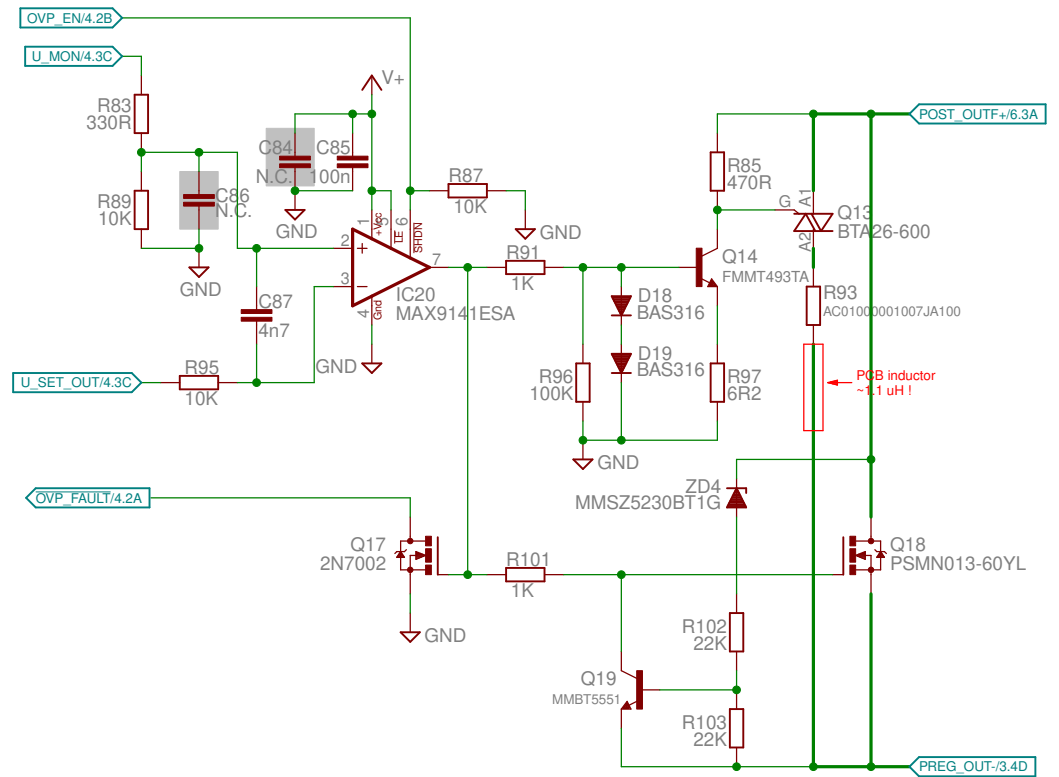 OVP_EN/4.2B
U_MON/4.3C
V+
POST_OUTF+/6.3A
R83
330R
C84
N.C.
C85
100n
R85
470R
R87
10K
R89
10K
C86
N.C.
GND
1
+Vcc
5
LE
6
SHDN
G
A1
A2
Q13
BTA26-600
GND
GND
2
3
4
Gnd
7
IC20
MAX9141ESA
R91
1K
Q14
FMMT493TA
C87
4n7
D18
BAS316
R93
AC01000001007JA100
GND
D19
BAS316
R95
10K
R96
100K
R97
6R2
PCB inductor
~1.1 uH !
U_SET_OUT/4.3C
GND
ZD4
MMSZ5230BT1G
OVP_FAULT/4.2A
Q17
2N7002
R101
1K
Q18
PSMN013-60YL
GND
R102
22K
Q19
MMBT5551
R103
22K
PREG_OUT-/3.4D